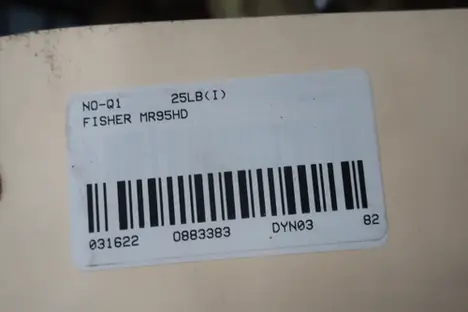 NO-Q1 25LB(I)
FISHER MR95HD
031622 0883383 DYN03 82